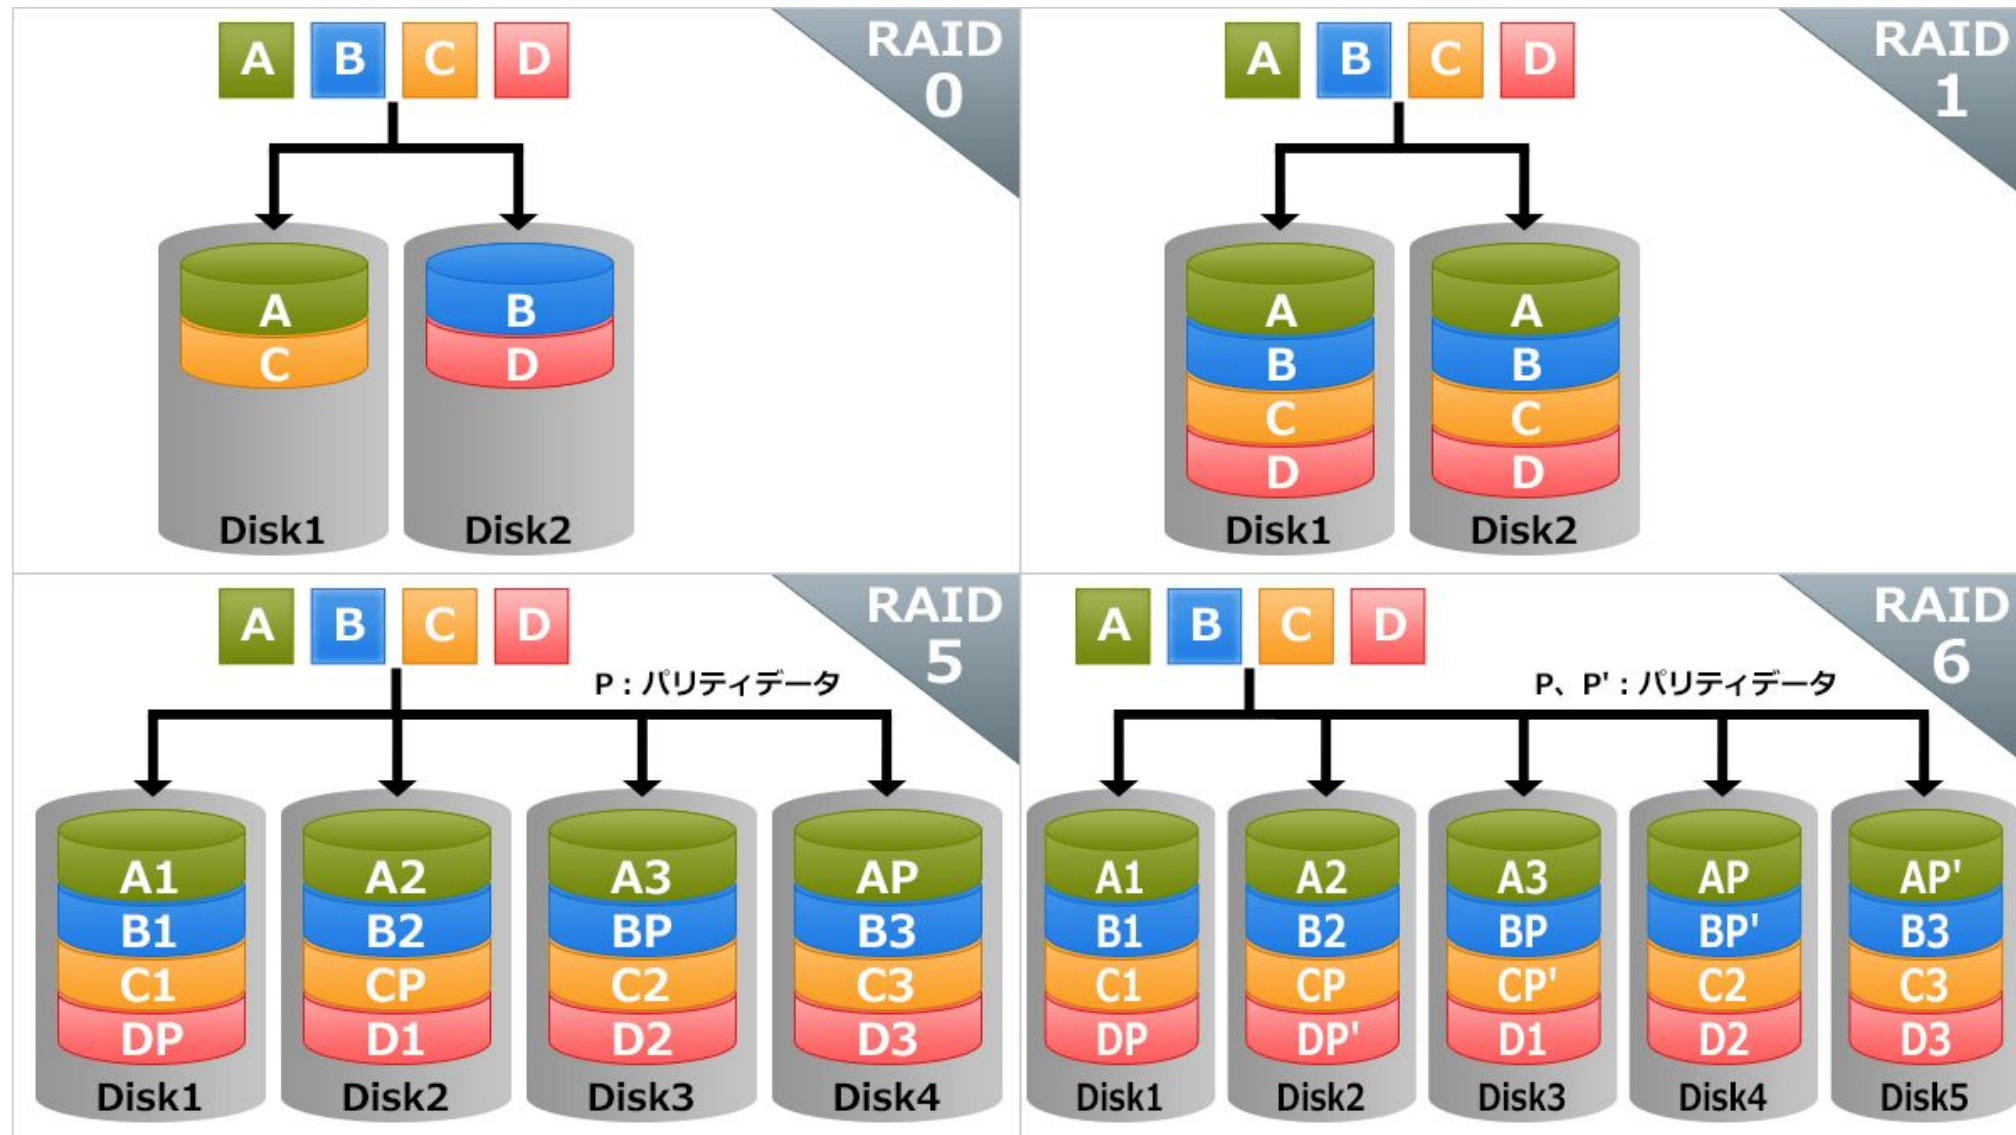 A B C D
RAID
0
A
C
Disk1
B
D
Disk2
A B C D
RAID
1
A
B
C
D
Disk1
A
B
C
D
Disk2
A B C D
RAID
5
P：パリティデータ
A1
B1
C1
DP
Disk1
A2
B2
CP
D1
Disk2
A3
BP
C2
D2
Disk3
AP
B3
C3
D3
Disk4
A B C D
RAID
6
P、P'：パリティデータ
A1
B1
C1
DP
Disk1
A2
B2
CP
DP'
Disk2
A3
BP
CP'
D1
Disk3
AP
BP'
C2
D2
Disk4
AP'
B3
C3
D3
Disk5